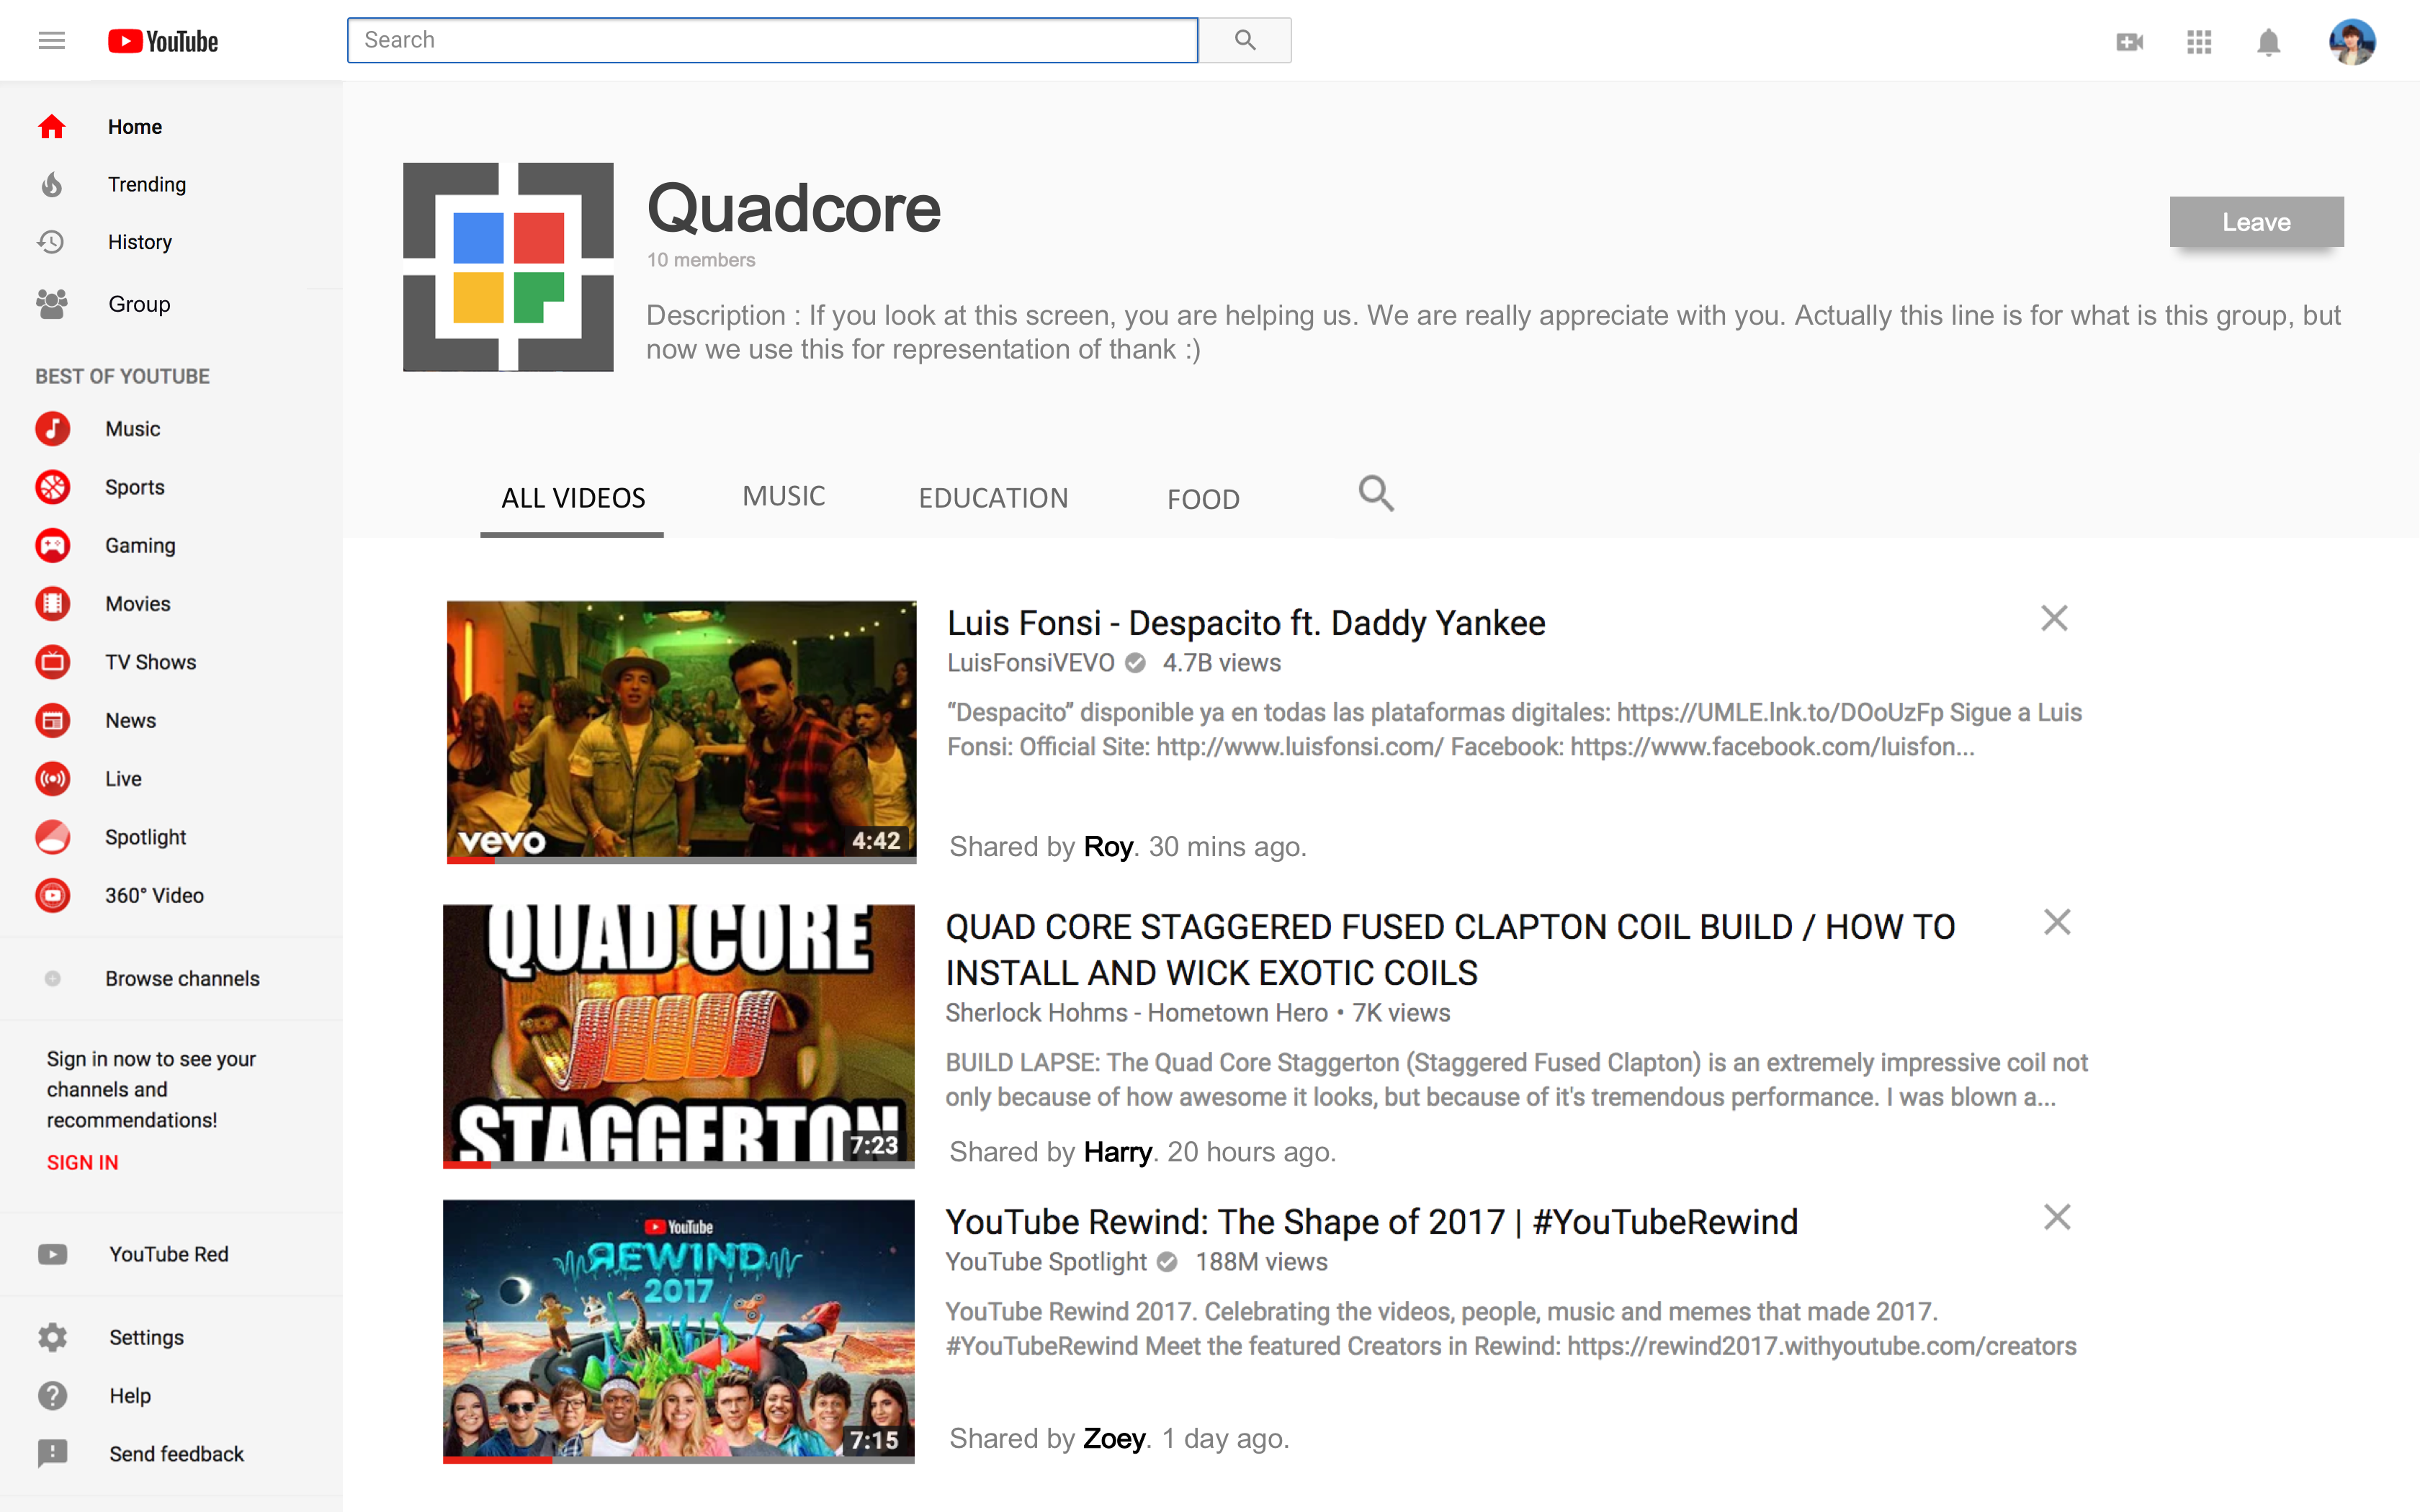 YouTube
Search
Home
Trending
History
Group
BEST OF YOUTUBE
Music
Sports
Gaming
Movies
TV Shows
News
Live
Spotlight
360° Video
Browse channels
Sign in now to see your
channels and
recommendations!
SIGN IN
YouTube Red
Settings
Help
Send feedback
Quadcore
10 members
Leave
Description : If you look at this screen, you are helping us. We are really appreciate with you. Actually this line is for what is this group, but
now we use this for representation of thank :)
ALL VIDEOS
MUSIC
EDUCATION
FOOD
vevo
4:42
Luis Fonsi - Despacito ft. Daddy Yankee
LuisFonsiVEVO 4.7B views
“Despacito” disponible ya en todas las plataformas digitales: https://UMLE.lnk.to/DOoUzFp Sigue a Luis
Fonsi: Official Site: http://www.luisfonsi.com/ Facebook: https://www.facebook.com/luisfon...
Shared by Roy. 30 mins ago.
QUAD CORE
STAGGERTON
7:23
QUAD CORE STAGGERED FUSED CLAPTON COIL BUILD / HOW TO
INSTALL AND WICK EXOTIC COILS
Sherlock Hohms - Hometown Hero • 7K views
BUILD LAPSE: The Quad Core Staggerton (Staggered Fused Clapton) is an extremely impressive coil not
only because of how awesome it looks, but because of it's tremendous performance. I was blown a...
Shared by Harry. 20 hours ago.
YouTube
REWIND
2017
7:15
YouTube Rewind: The Shape of 2017 | #YouTubeRewind
YouTube Spotlight 188M views
YouTube Rewind 2017. Celebrating the videos, people, music and memes that made 2017.
#YouTubeRewind Meet the featured Creators in Rewind: https://rewind2017.withyoutube.com/creators
Shared by Zoey. 1 day ago.